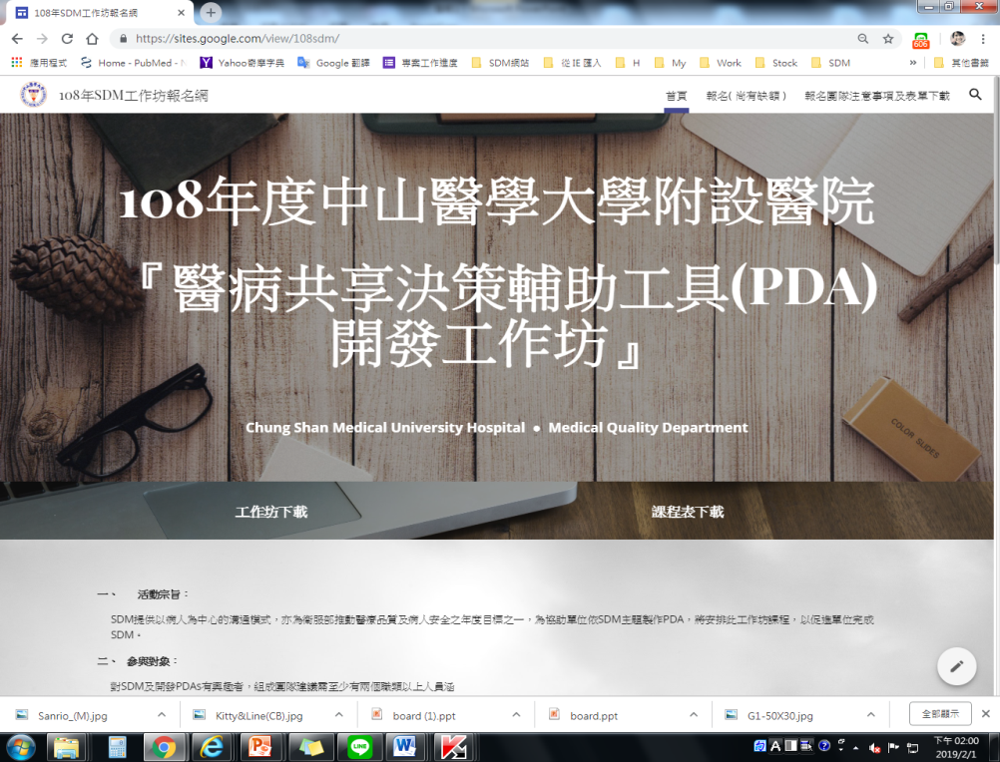 108年SDM工作坊報名網
https://sites.google.com/view/108sdm/
606
應用程式 Home - PubMed - N Yahoo奇摩字典 Google 翻譯 專案工作進度 SDM網站 從 IE 匯入 H My Work Stock SDM » 其他書籤
108年SDM工作坊報名網 首頁 報名( 尚有缺額 ) 報名團隊注意事項及表單下載
108年度中山醫學大學附設醫院
『醫病共享決策輔助工具(PDA)
開發工作坊』
Chung Shan Medical University Hospital ● Medical Quality Department
COLOR SLIDES
工作坊下載 課程表下載
一、 活動宗旨：
SDM提供以病人為中心的溝通模式，亦為衛服部推動醫療品質及病人安全之年度目標之一，為協助單位依SDM主題製作PDA，將安排此工作坊課程，以促進單位完成
SDM。
二、 參與對象：
對SDM及開發PDAs有興趣者，組成團隊建議需至少有兩個職類以上人員涵
Sanrio_(M).jpg Kitty&Line(CB).jpg board (1).ppt board.ppt G1-50X30.jpg 全部顯示
下午 02:00
2019/2/1